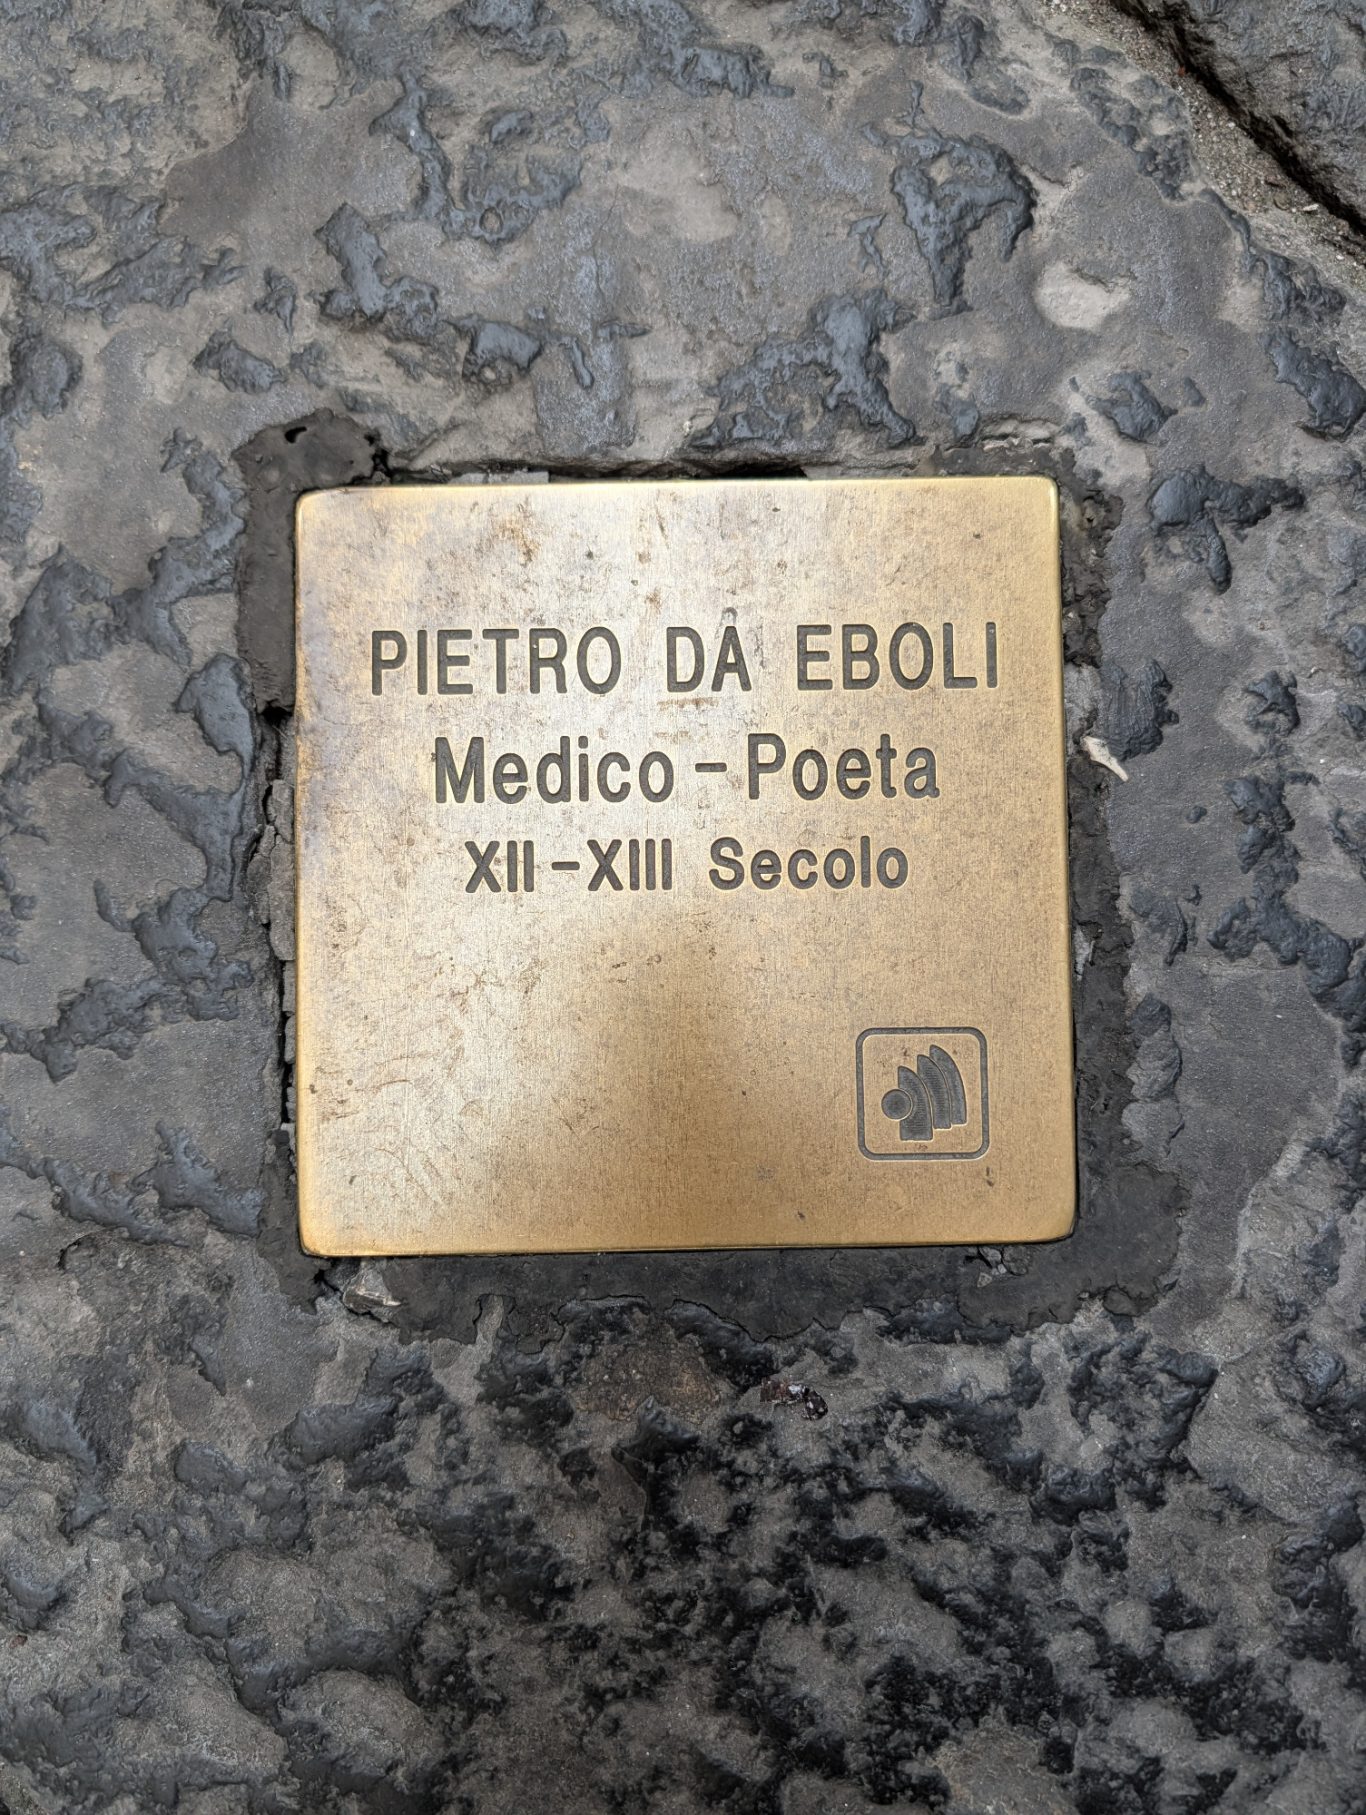 PIETRO DA EBOLI
Medico - Poeta
XII - XIII Secolo